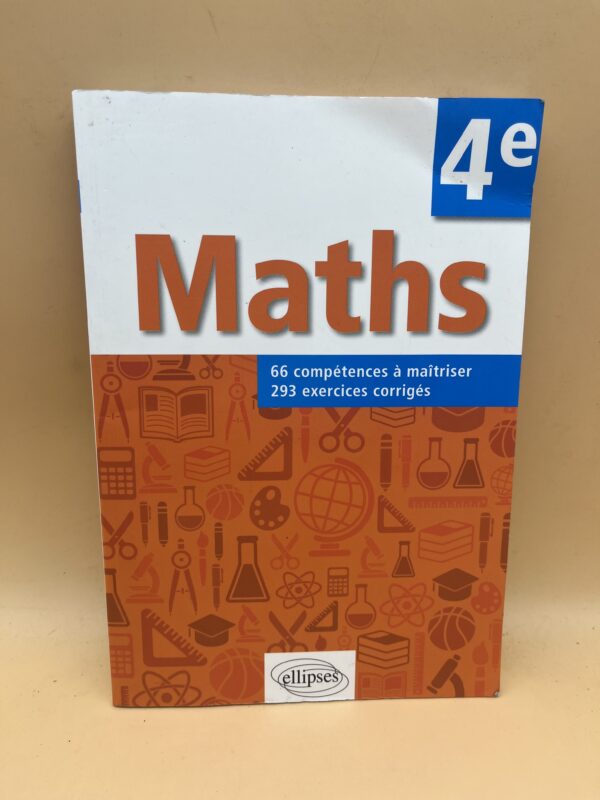 4e
Maths
66 compétences à maîtriser
293 exercices corrigés
ellipses